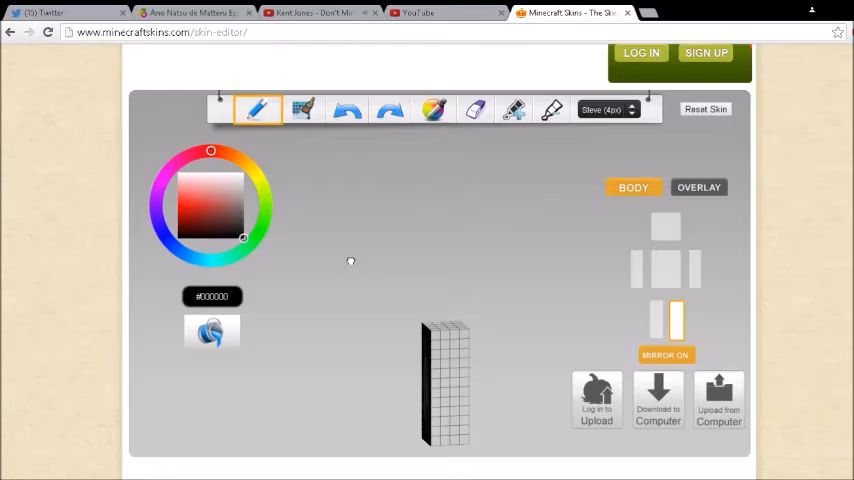 (15) Twitter
Ano Natsu de Matteru Ep
Kent Jones - Don't Mi
YouTube
Minecraft Skins - The Ski
www.minecraftskins.com/skin-editor/
LOG IN
SIGN UP
Steve (4px)
Reset Skin
BODY
OVERLAY
#000000
MIRROR ON
Log in to
Upload
Download to
Computer
Upload from
Computer